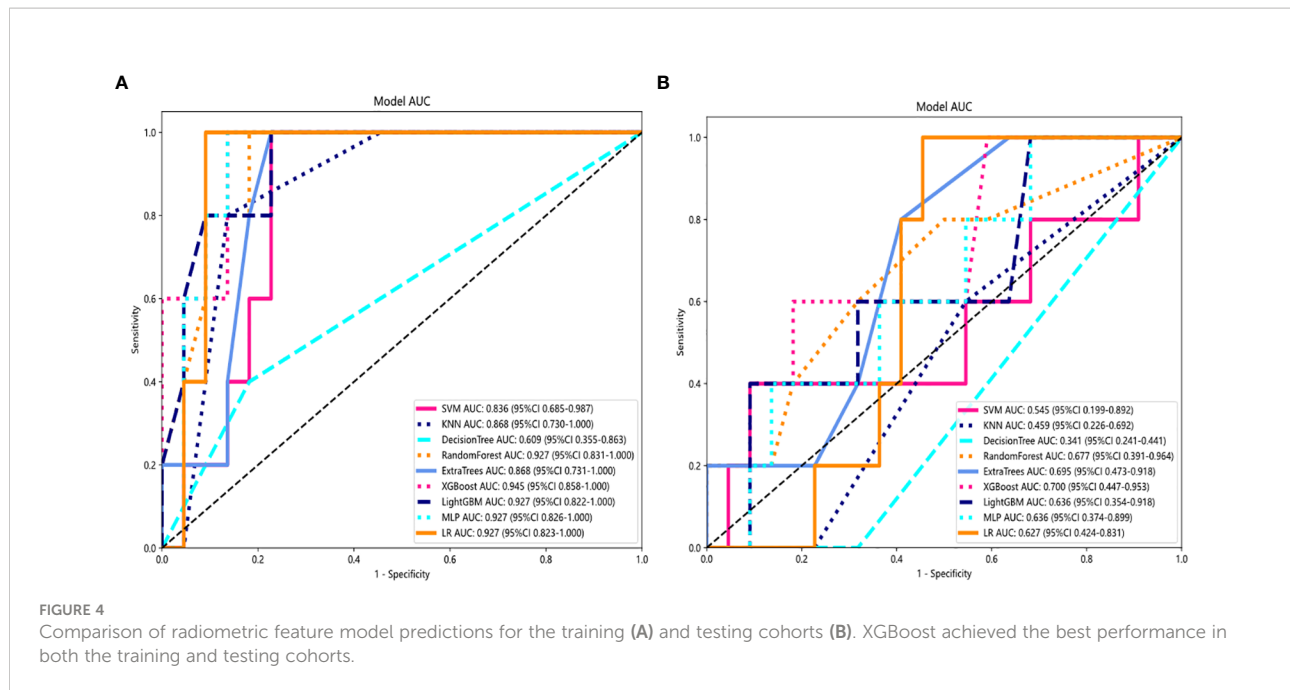 A
Model AUC
1.0
0.8
0.6
0.4
0.2
0.0
Sensitivity
0.0
0.2
0.4
0.6
0.8
1.0
1 - Specificity
SVM AUC: 0.836 (95%CI 0.685-0.987)
KNN AUC: 0.868 (95%CI 0.730-1.000)
DecisionTree AUC: 0.609 (95%CI 0.355-0.863)
RandomForest AUC: 0.927 (95%CI 0.831-1.000)
ExtraTrees AUC: 0.868 (95%CI 0.731-1.000)
XGBoost AUC: 0.945 (95%CI 0.858-1.000)
LightGBM AUC: 0.927 (95%CI 0.822-1.000)
MLP AUC: 0.927 (95%CI 0.826-1.000)
LR AUC: 0.927 (95%CI 0.823-1.000)
B
Model AUC
1.0
0.8
0.6
0.4
0.2
0.0
Sensitivity
0.0
0.2
0.4
0.6
0.8
1.0
1 - Specificity
SVM AUC: 0.545 (95%CI 0.199-0.892)
KNN AUC: 0.459 (95%CI 0.226-0.692)
DecisionTree AUC: 0.341 (95%CI 0.241-0.441)
RandomForest AUC: 0.677 (95%CI 0.391-0.964)
ExtraTrees AUC: 0.695 (95%CI 0.473-0.918)
XGBoost AUC: 0.700 (95%CI 0.447-0.953)
LightGBM AUC: 0.636 (95%CI 0.354-0.918)
MLP AUC: 0.636 (95%CI 0.374-0.899)
LR AUC: 0.627 (95%CI 0.424-0.831)
FIGURE 4
Comparison of radiometric feature model predictions for the training (A) and testing cohorts (B). XGBoost achieved the best performance in
both the training and testing cohorts.